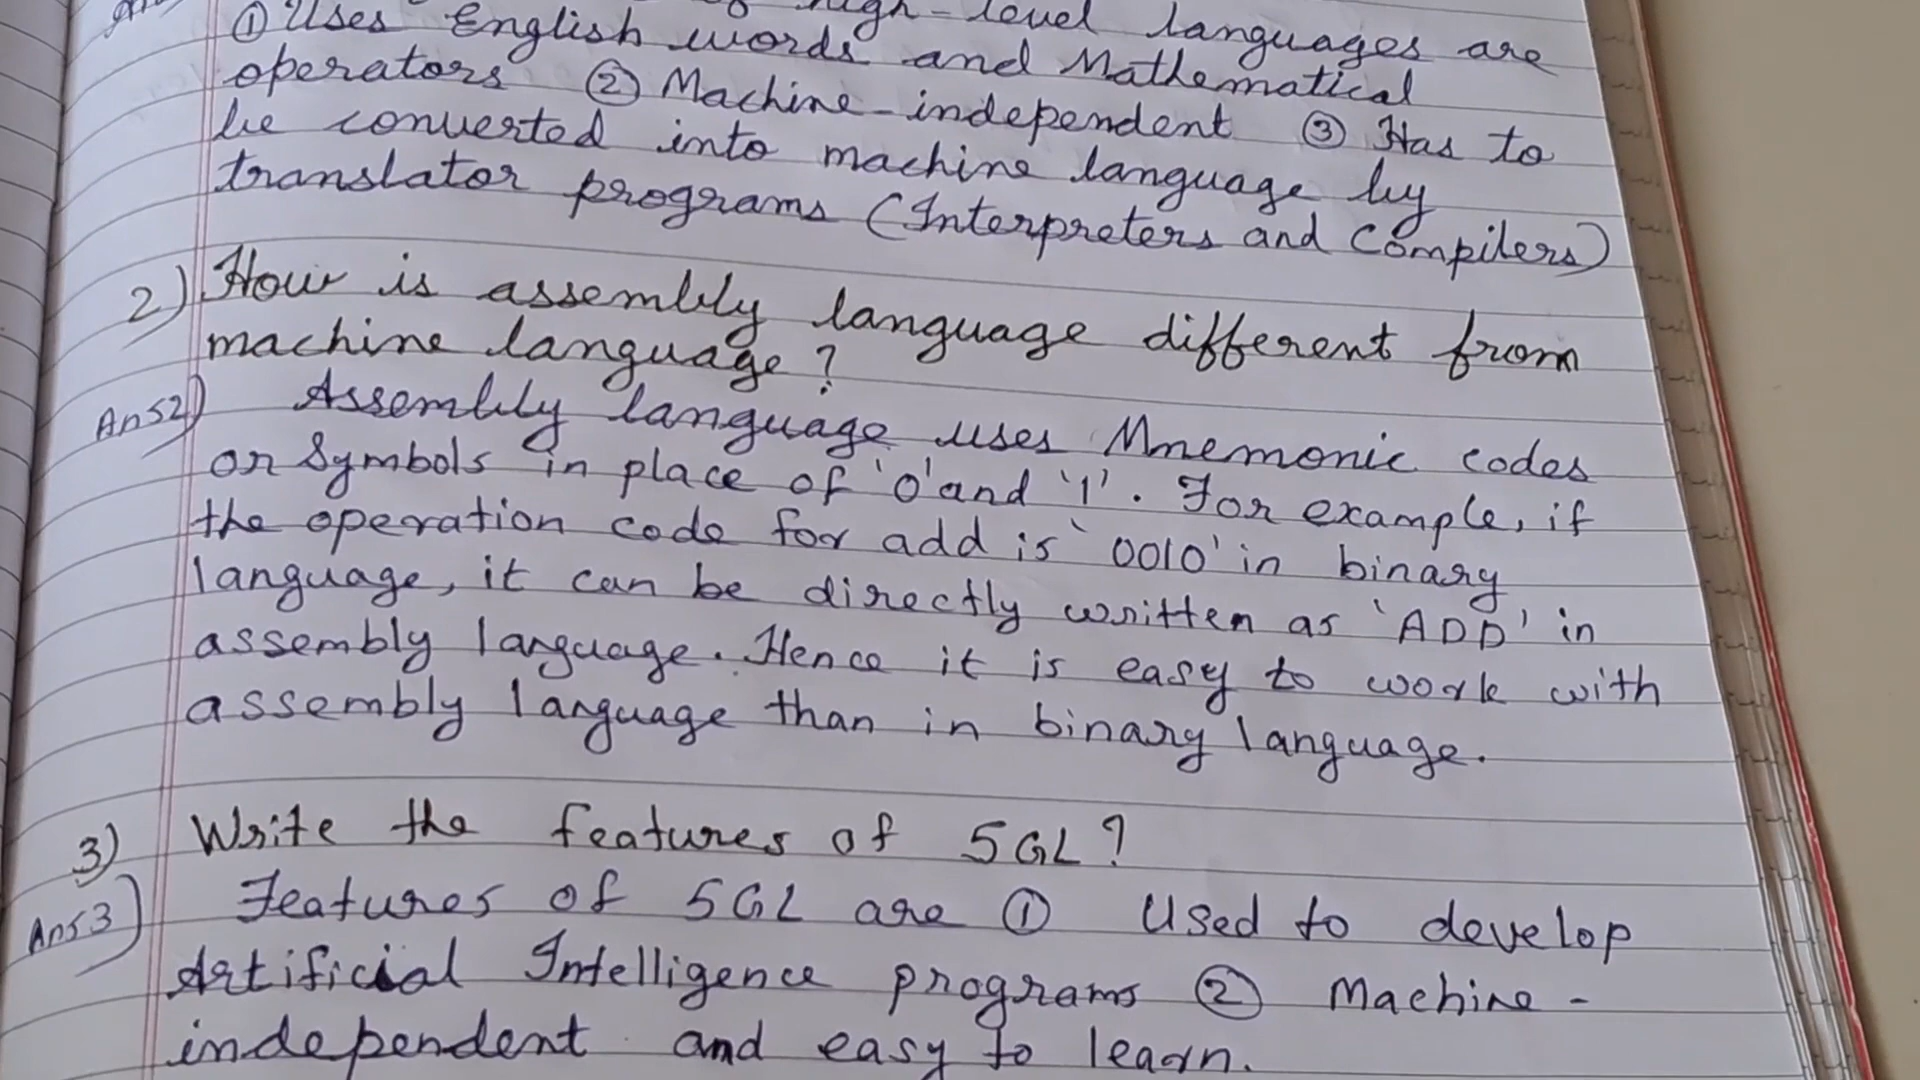 high-level languages are
① Uses English words and Mathematical
operators ② Machine-independent ③ Has to
be converted into machine language by
translator programs (Interpreters and Compilers)
2) How is assembly language different from
machine language?
Ans2) Assembly language uses Mnemonic codes
or Symbols in place of '0' and '1'. For example, if
the operation code for add is '0010' in binary
language, it can be directly written as 'ADD' in
assembly language. Hence it is easy to work with
assembly language than in binary language.
3) Write the features of 5GL?
Ans3) Features of 5GL are ① Used to develop
Artificial Intelligence programs ② Machine-
independent and easy to learn.